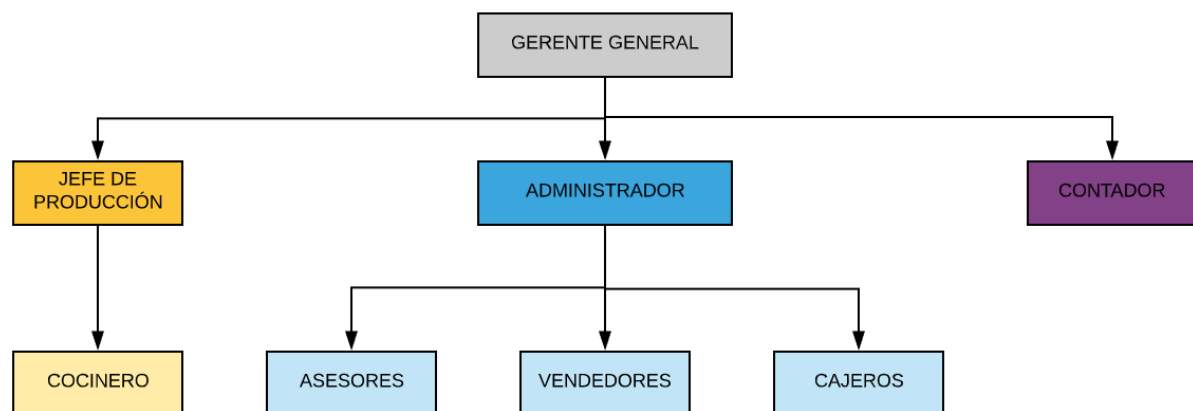 GERENTE GENERAL
JEFE DE
PRODUCCIÓN
ADMINISTRADOR
CONTADOR
COCINERO
ASESORES
VENDEDORES
CAJEROS